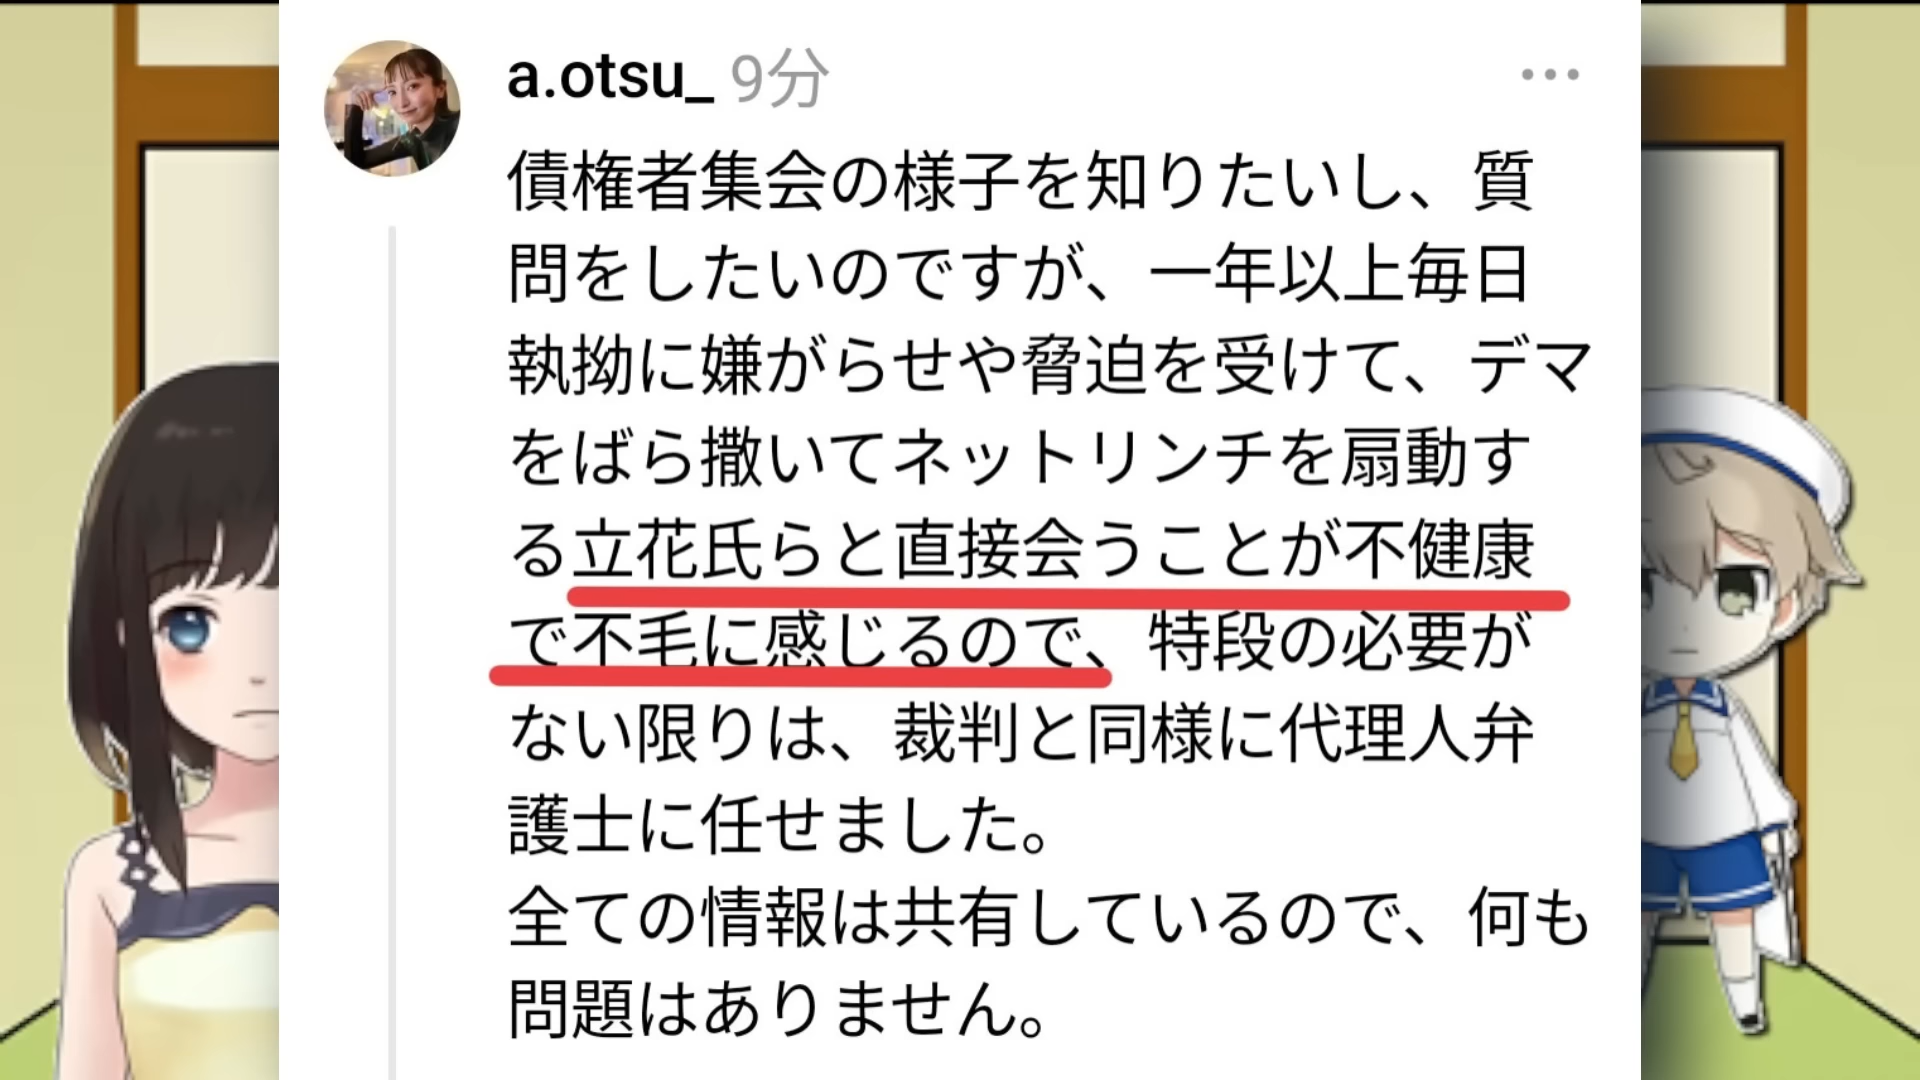 a.otsu_ 9分
債権者集会の様子を知りたいし、質
問をしたいのですが、一年以上毎日
執拗に嫌がらせや脅迫を受けて、デマ
をばら撒いてネットリンチを扇動す
る立花氏らと直接会うことが不健康
で不毛に感じるので、特段の必要が
ない限りは、裁判と同様に代理人弁
護士に任せました。
全ての情報は共有しているので、何も
問題はありません。